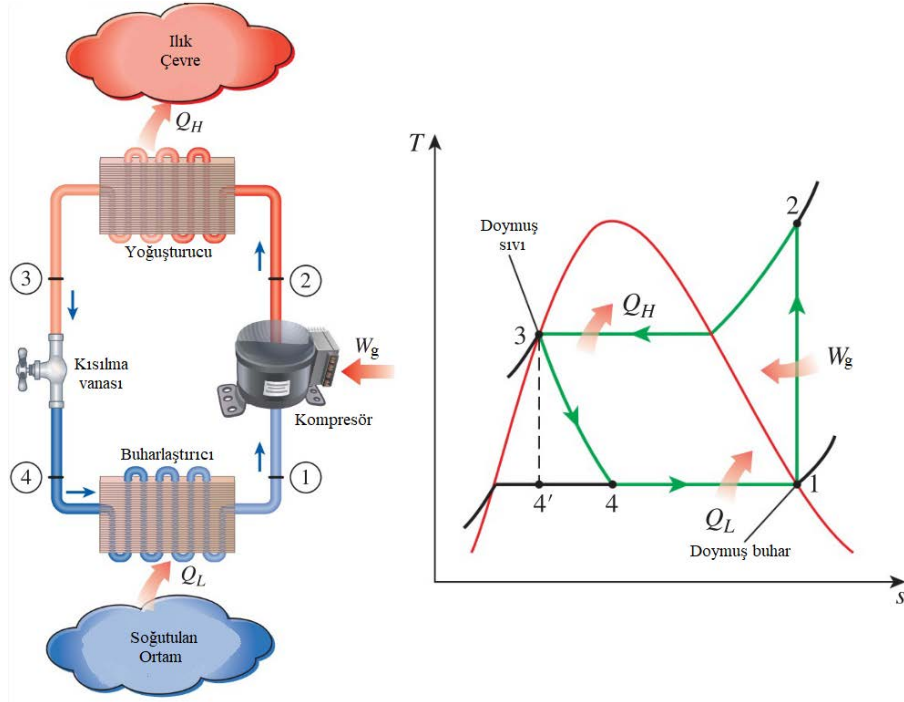 Ilık
Çevre
Q_H
Yoğuşturucu
3
2
Kısılma
vanası
W_g
Kompresör
Buharlaştırıcı
4
1
Q_L
Soğutulan
Ortam
T
2
Doymuş
sıvı
Q_H
3
W_g
Q_L
4'
4
1
Doymuş buhar
s